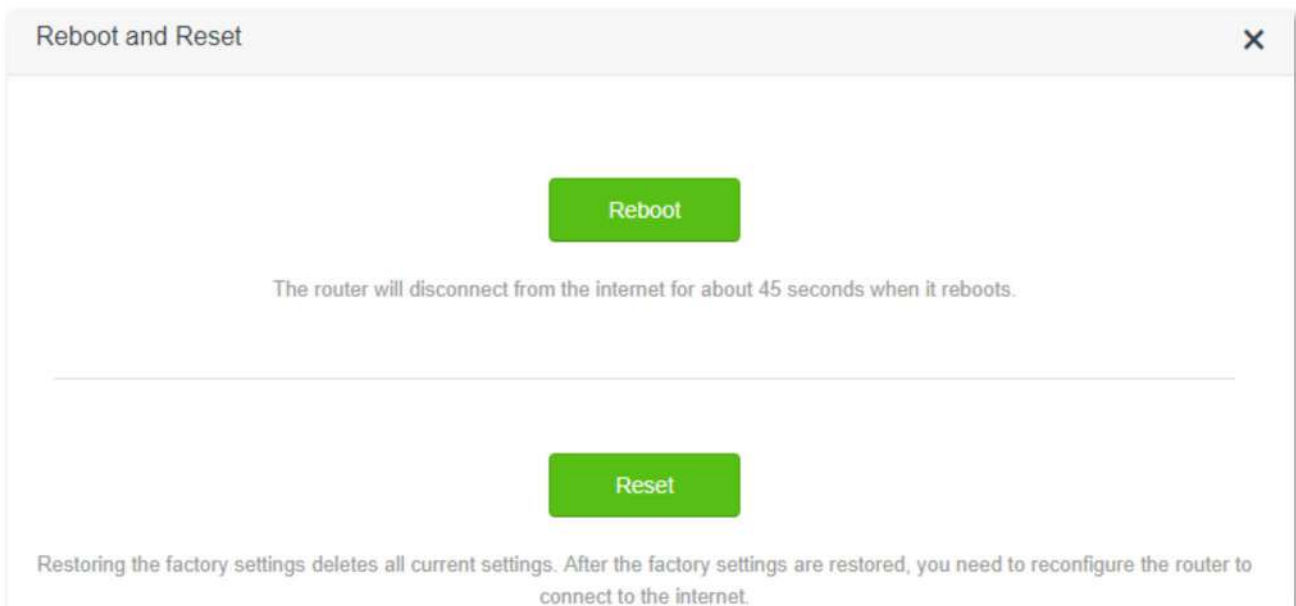 Reboot and Reset
Reboot
The router will disconnect from the internet for about 45 seconds when it reboots.
Reset
Restoring the factory settings deletes all current settings. After the factory settings are restored, you need to reconfigure the router to
connect to the internet.